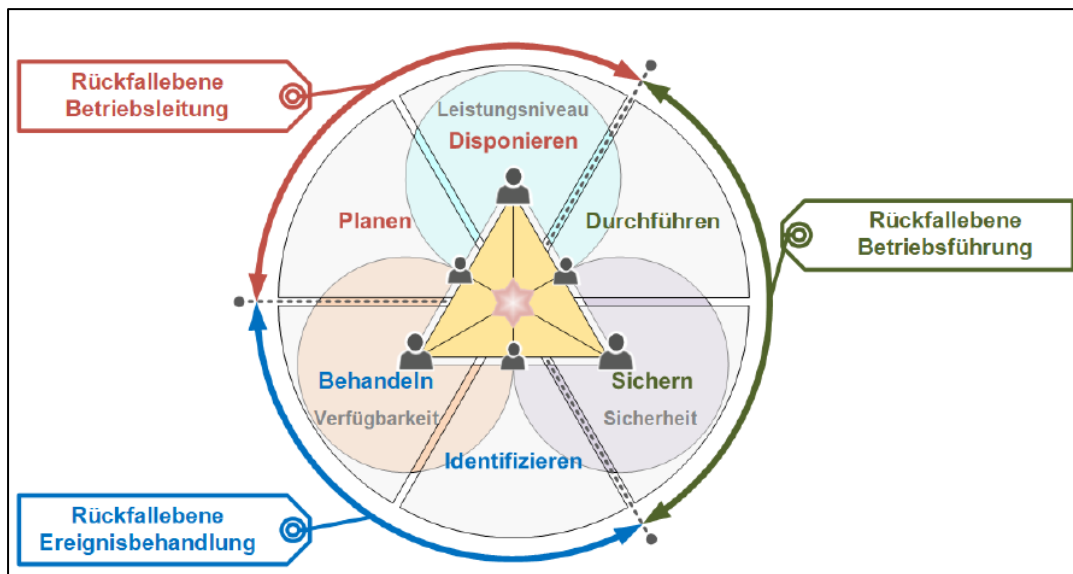 Rückfallebene
Betriebsleitung
Leistungsniveau
Disponieren
Planen
Durchführen
Rückfallebene
Betriebsführung
Behandeln
Verfügbarkeit
Sichern
Sicherheit
Identifizieren
Rückfallebene
Ereignisbehandlung